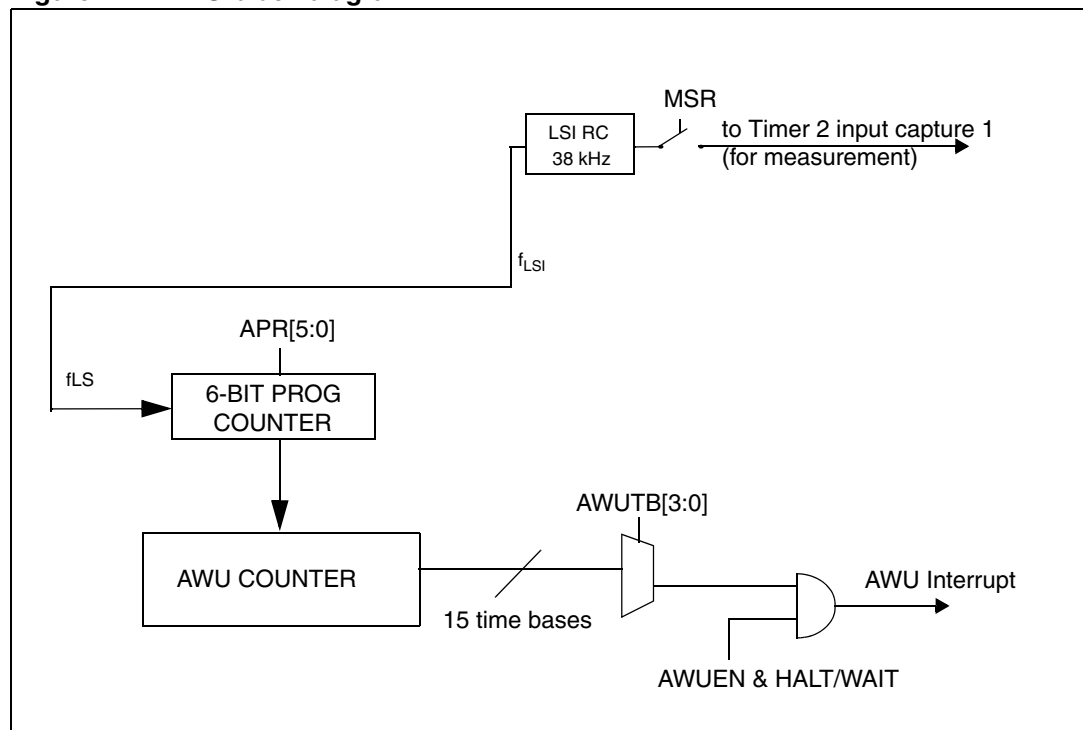 MSR
LSI RC
38 kHz
to Timer 2 input capture 1
(for measurement)
fLSI
APR[5:0]
fLS
6-BIT PROG
COUNTER
AWUTB[3:0]
AWU COUNTER
15 time bases
AWU Interrupt
AWUEN & HALT/WAIT